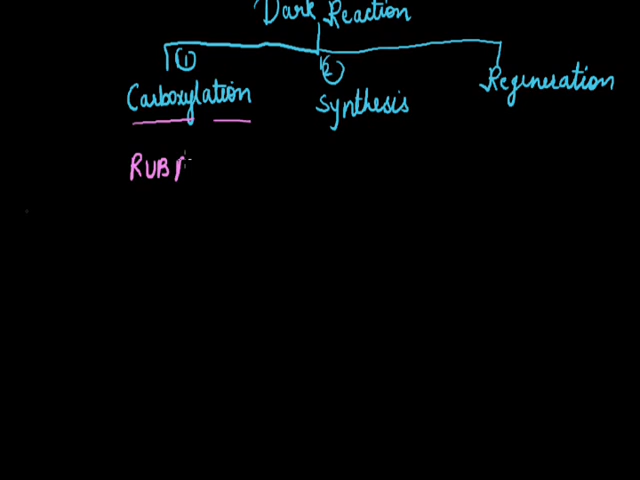 Dark Reaction
① ②
Carboxylation Synthesis Regeneration
RUB